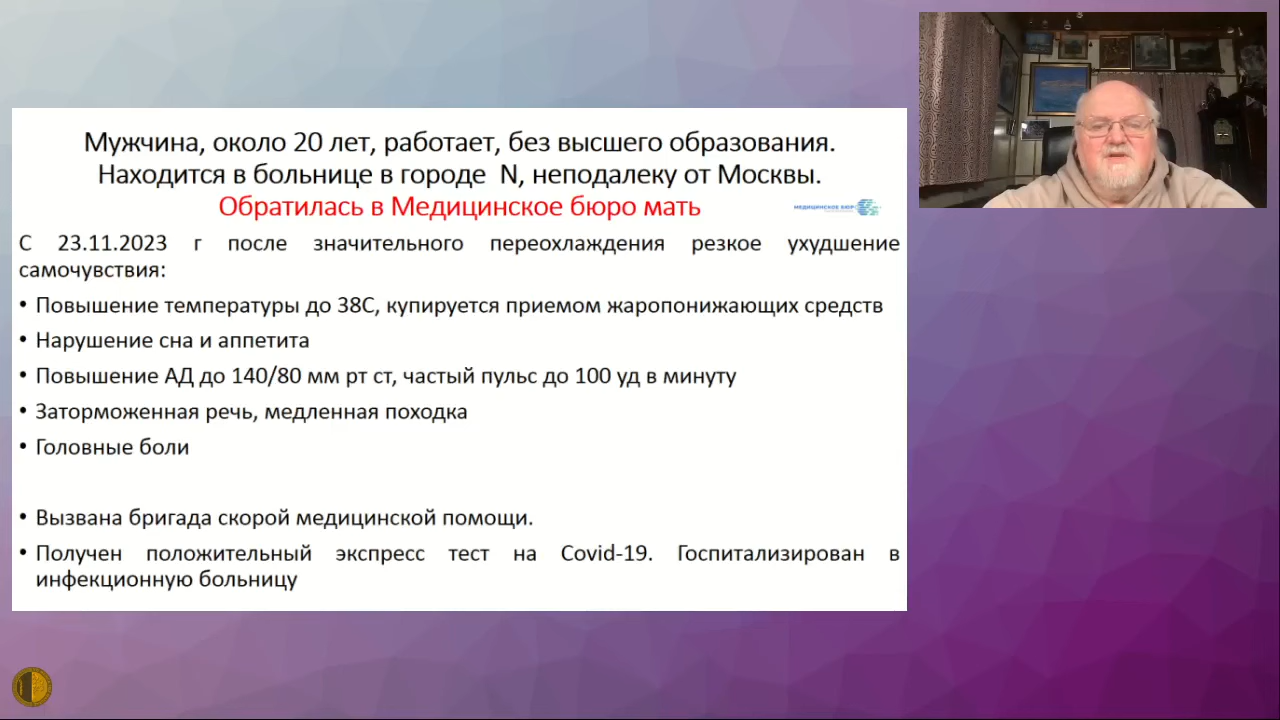 Мужчина, около 20 лет, работает, без высшего образования.
Находится в больнице в городе N, неподалеку от Москвы.
Обратилась в Медицинское бюро мать
МЕДИЦИНСКОЕ БЮРО
С 23.11.2023 г после значительного переохлаждения резкое ухудшение
самочувствия:
• Повышение температуры до 38С, купируется приемом жаропонижающих средств
• Нарушение сна и аппетита
• Повышение АД до 140/80 мм рт ст, частый пульс до 100 уд в минуту
• Заторможенная речь, медленная походка
• Головные боли
• Вызвана бригада скорой медицинской помощи.
• Получен положительный экспресс тест на Covid-19. Госпитализирован в
инфекционную больницу